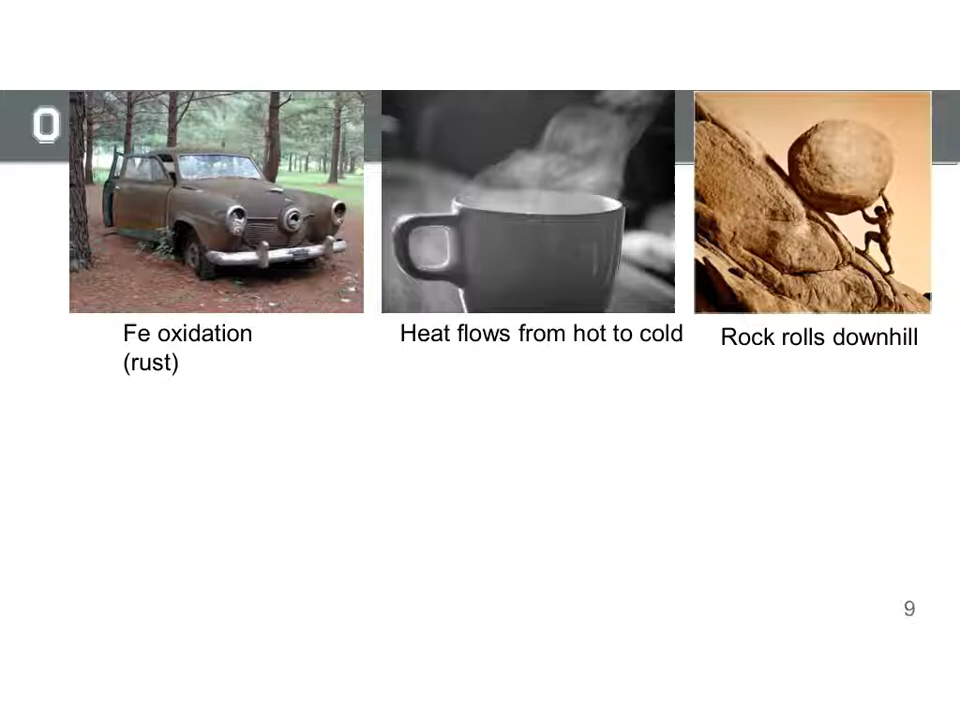 O
Fe oxidation
(rust)
Heat flows from hot to cold
Rock rolls downhill
9